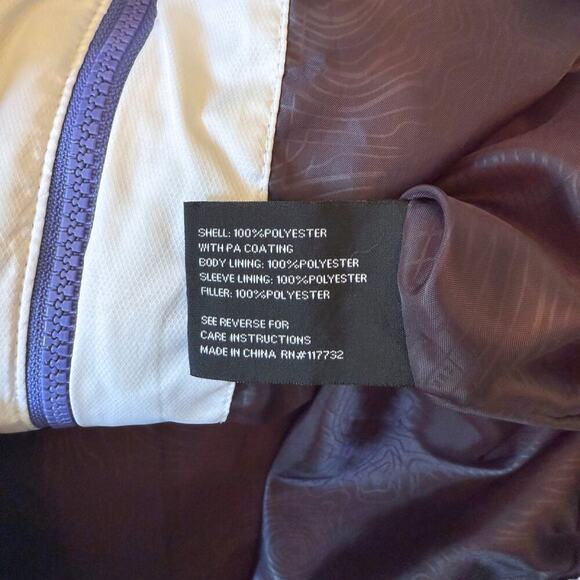 SHELL: 100%POLYESTER
WITH PA COATING
BODY LINING: 100%POLYESTER
SLEEVE LINING: 100%POLYESTER
FILLER: 100%POLYESTER
SEE REVERSE FOR
CARE INSTRUCTIONS
MADE IN CHINA RN#117732